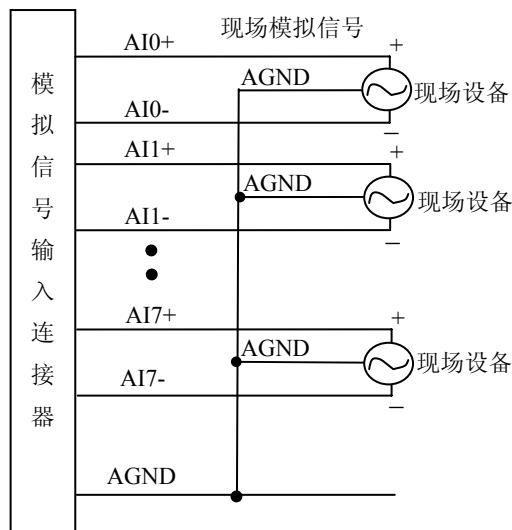 模拟信号输入连接器
现场模拟信号
AI0+
+
AGND
现场设备
AI0-
−
AI1+
+
AGND
现场设备
AI1-
−
AI7+
+
AGND
现场设备
AI7-
−
AGND